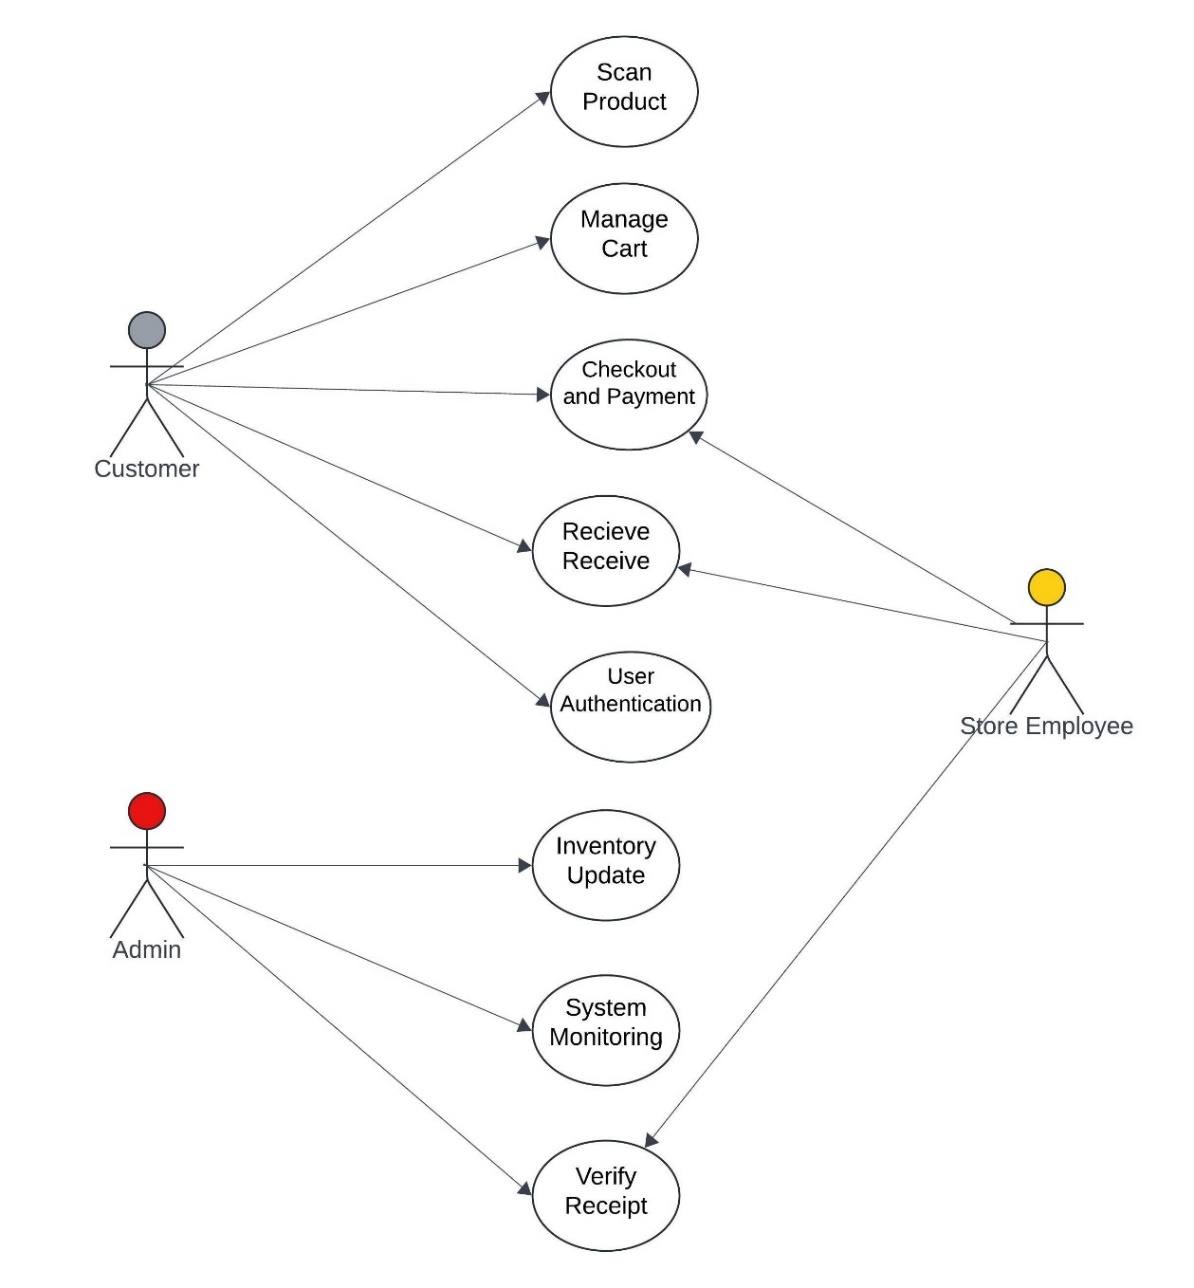 Scan
Product
Manage
Cart
Checkout
and Payment
Customer
Recieve
Receive
User
Authentication
Store Employee
Inventory
Update
Admin
System
Monitoring
Verify
Receipt